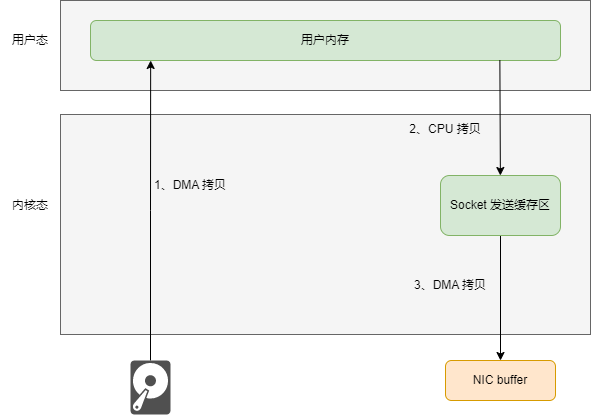 用户态
用户内存
2、CPU 拷贝
1、DMA 拷贝
内核态
Socket 发送缓存区
3、DMA 拷贝
NIC buffer